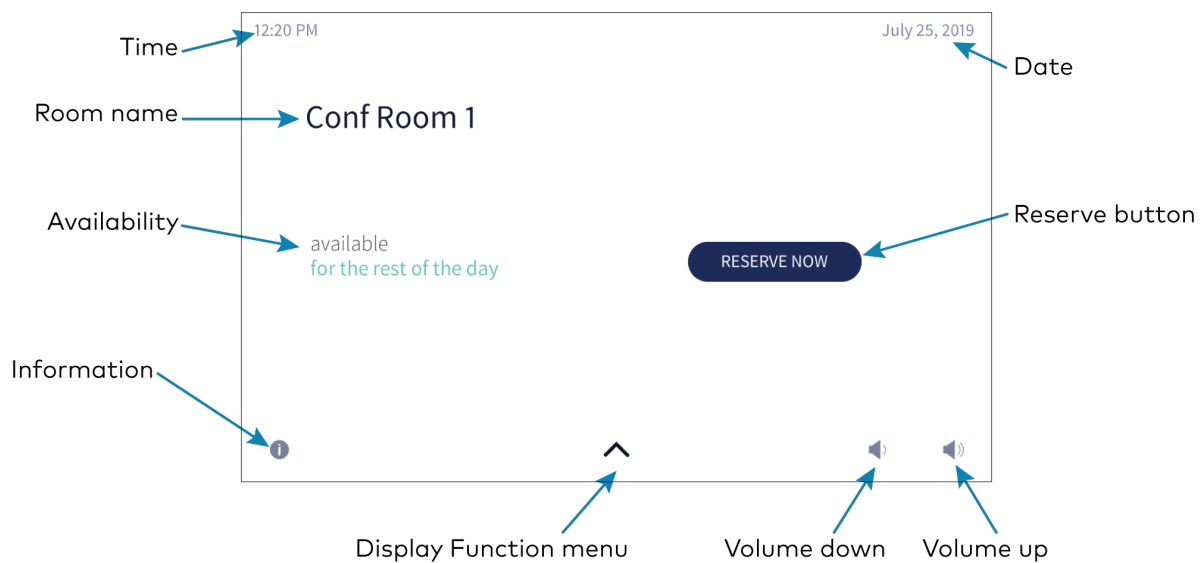 12:20 PM
July 25, 2019
Time
Date
Room name
Conf Room 1
Availability
Reserve button
available
for the rest of the day
RESERVE NOW
Information
i
Display Function menu
Volume down
Volume up